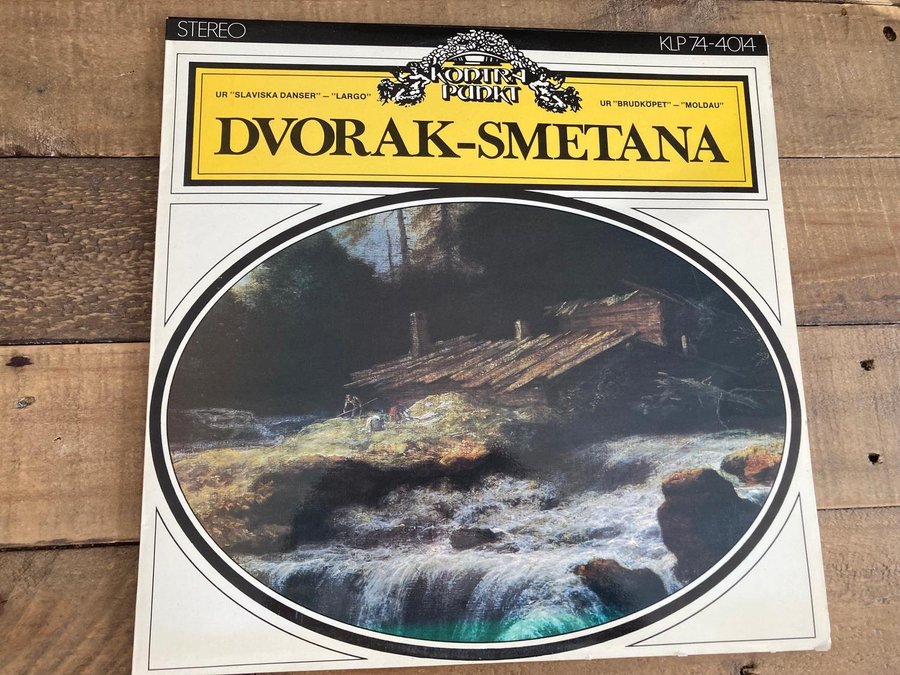 STEREO
KLP 74-4014
KONTRA
PUNKT
UR "SLAVISKA DANSER" – "LARGO"
UR "BRUDKÖPET" – "MOLDAU"
DVORAK-SMETANA